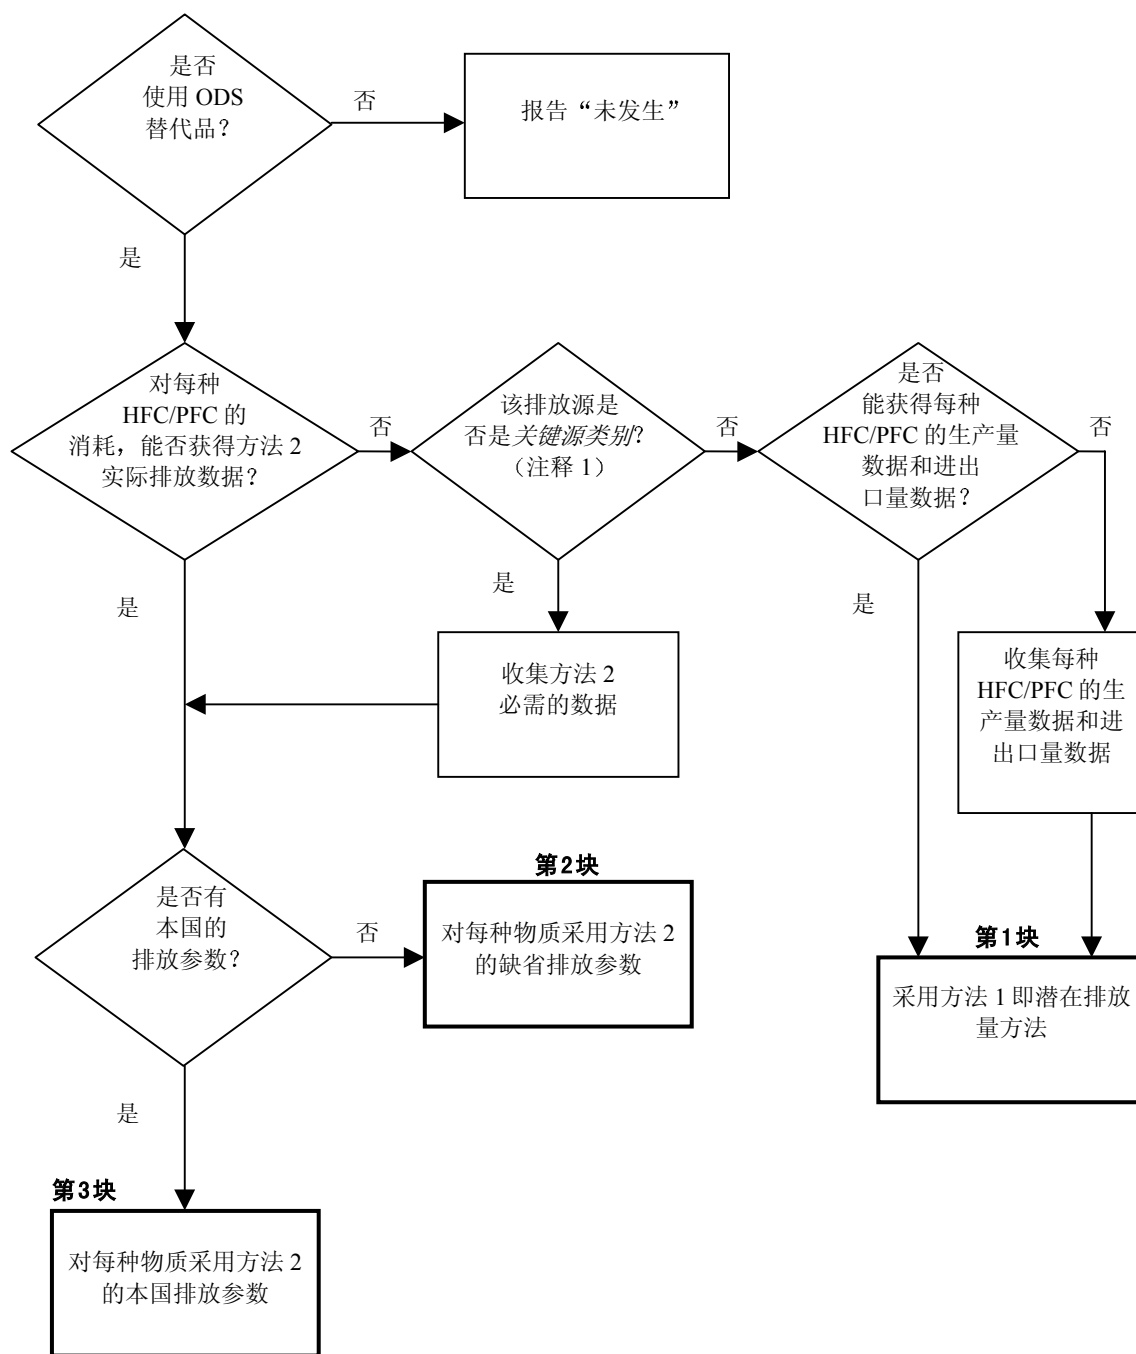 是否
使用 ODS
替代品？
否
报告“未发生”
是
对每种
HFC/PFC 的
消耗，能否获得方法 2
实际排放数据？
否
该排放源是
否是关键源类别？
（注释 1）
否
是否
能获得每种
HFC/PFC 的生产量
数据和进出
口量数据？
否
是
是
是
收集方法 2
必需的数据
收集每种
HFC/PFC 的生
产量数据和进
出口量数据
是否有
本国的
排放参数？
否
第2块
对每种物质采用方法 2
的缺省排放参数
第1块
采用方法 1 即潜在排放
量方法
是
第3块
对每种物质采用方法 2
的本国排放参数